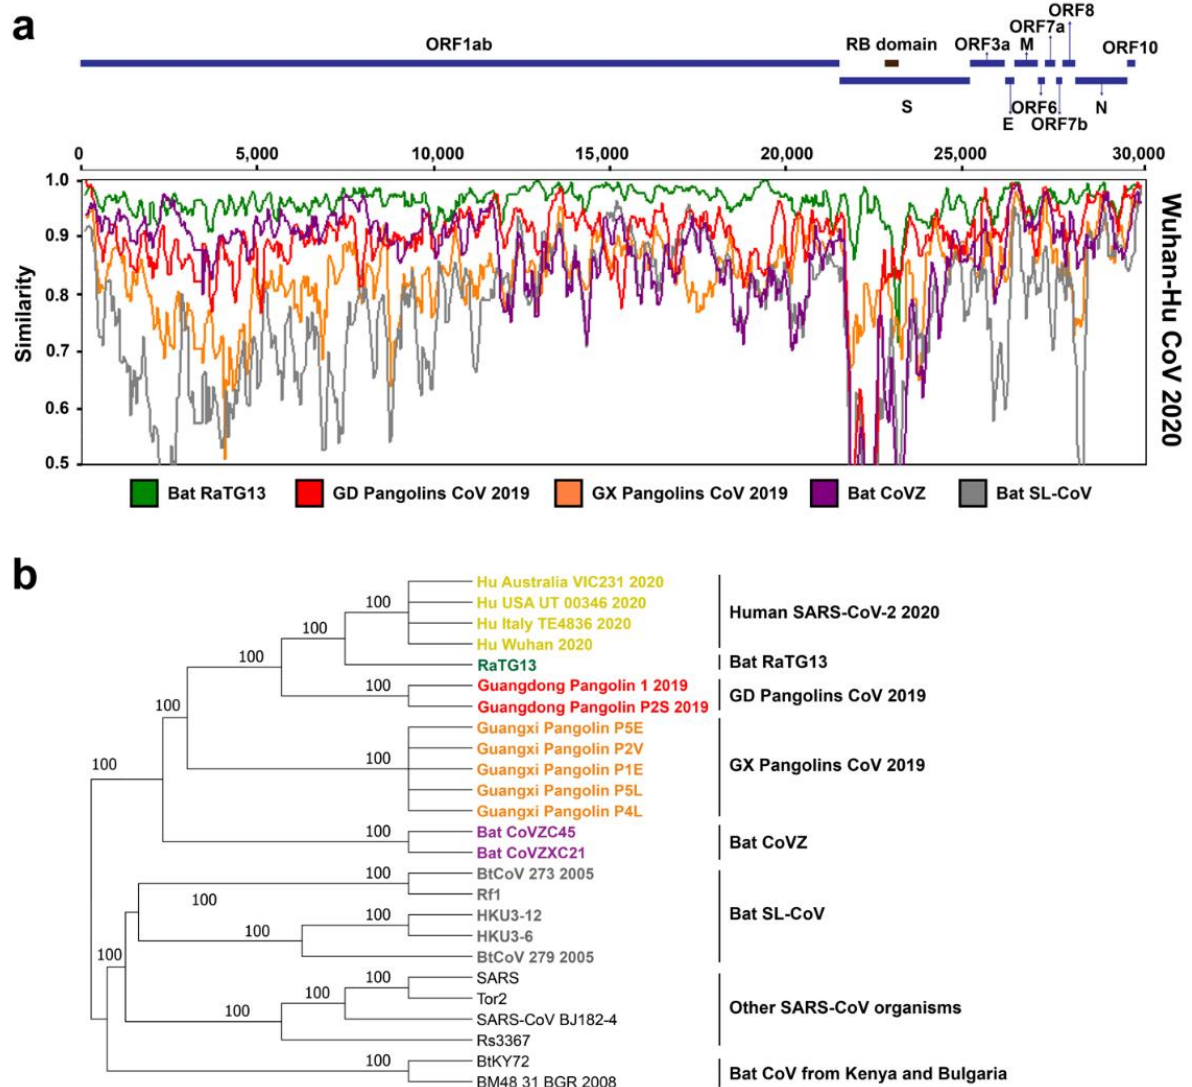 a
ORF8
ORF7a
ORF1ab RB domain ORF3a M ORF10
S ORF6 N
E ORF7b
0 5,000 10,000 15,000 20,000 25,000 30,000
1.0
0.9
0.8
0.7
0.6
0.5
Similarity
Wuhan-Hu CoV 2020
Bat RaTG13 GD Pangolins CoV 2019 GX Pangolins CoV 2019 Bat CoVZ Bat SL-CoV
b
Hu Australia VIC231 2020
100 Hu USA UT 00346 2020
Human SARS-CoV-2 2020
100 Hu Italy TE4836 2020
Hu Wuhan 2020
100 RaTG13 Bat RaTG13
100 Guangdong Pangolin 1 2019
GD Pangolins CoV 2019
100 Guangdong Pangolin P2S 2019
Guangxi Pangolin P5E
Guangxi Pangolin P2V
100 100 Guangxi Pangolin P1E GX Pangolins CoV 2019
Guangxi Pangolin P5L
Guangxi Pangolin P4L
100 Bat CoVZC45
Bat CoVZ
Bat CoVZXC21
100 BtCoV 273 2005
100 Rf1
100 HKU3-12 Bat SL-CoV
100 HKU3-6
100 BtCoV 279 2005
100 SARS
100 Tor2
100 SARS-CoV BJ182-4 Other SARS-CoV organisms
Rs3367
100 BtKY72
Bat CoV from Kenya and Bulgaria
BM48 31 BGR 2008